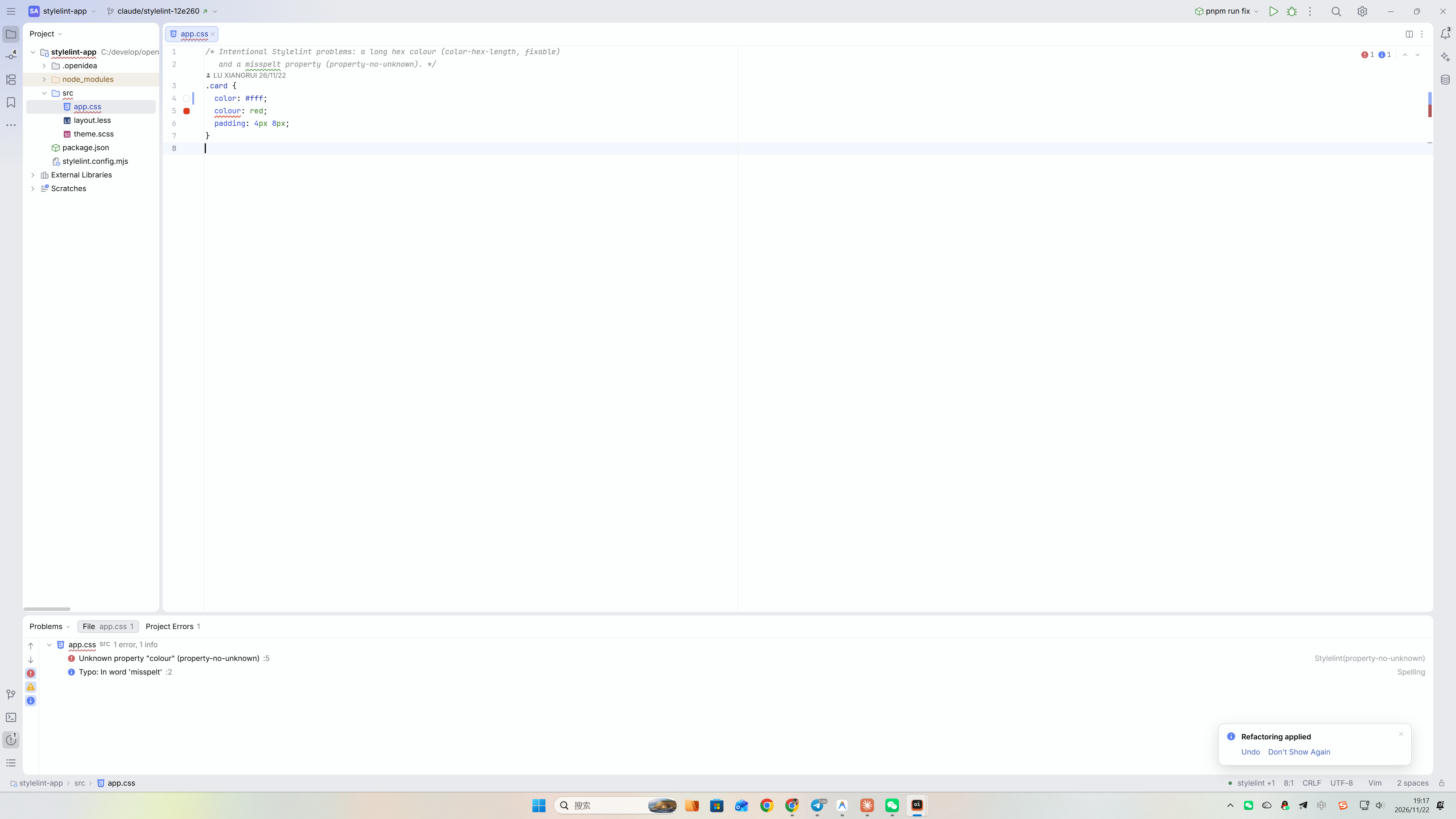 SA stylelint-app claude/stylelint-12e260 pnpm run fix
Project
app.css
stylelint-app C:/develop/open
.openidea
node_modules
src
app.css
layout.less
theme.scss
package.json
stylelint.config.mjs
External Libraries
Scratches
1 /* Intentional Stylelint problems: a long hex colour (color-hex-length, fixable)
2 and a misspelt property (property-no-unknown). */
LU XIANGRUI 26/11/22
3 .card {
4 color: #fff;
5 colour: red;
6 padding: 4px 8px;
7 }
8
1 1
Problems File app.css 1 Project Errors 1
app.css src 1 error, 1 info
Unknown property "colour" (property-no-unknown) :5 Stylelint(property-no-unknown)
Typo: In word 'misspelt' :2 Spelling
Refactoring applied
Undo Don't Show Again
stylelint-app src app.css stylelint +1 8:1 CRLF UTF-8 Vim 2 spaces
搜索
19:17
2026/11/22